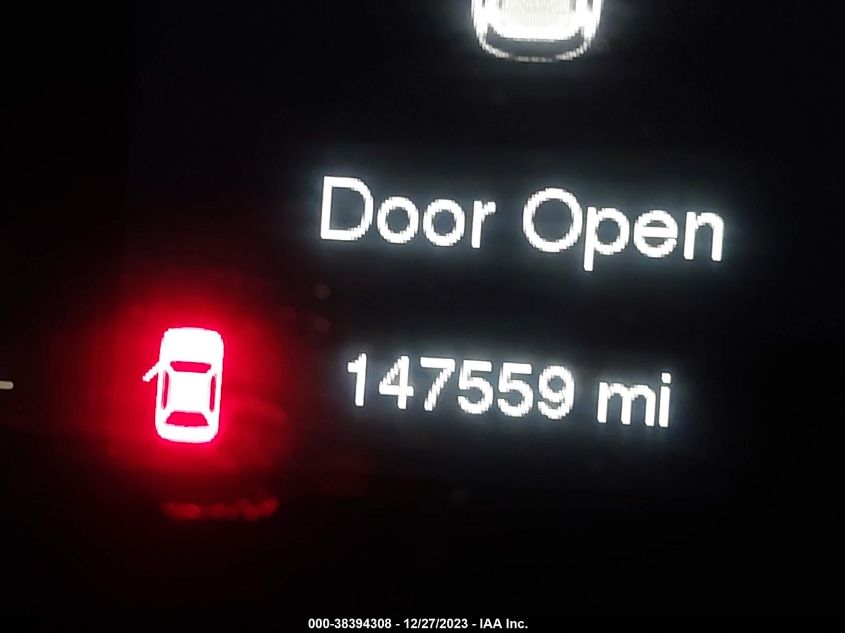 Door Open
147559 mi
000-38394308 - 12/27/2023 - IAA Inc.